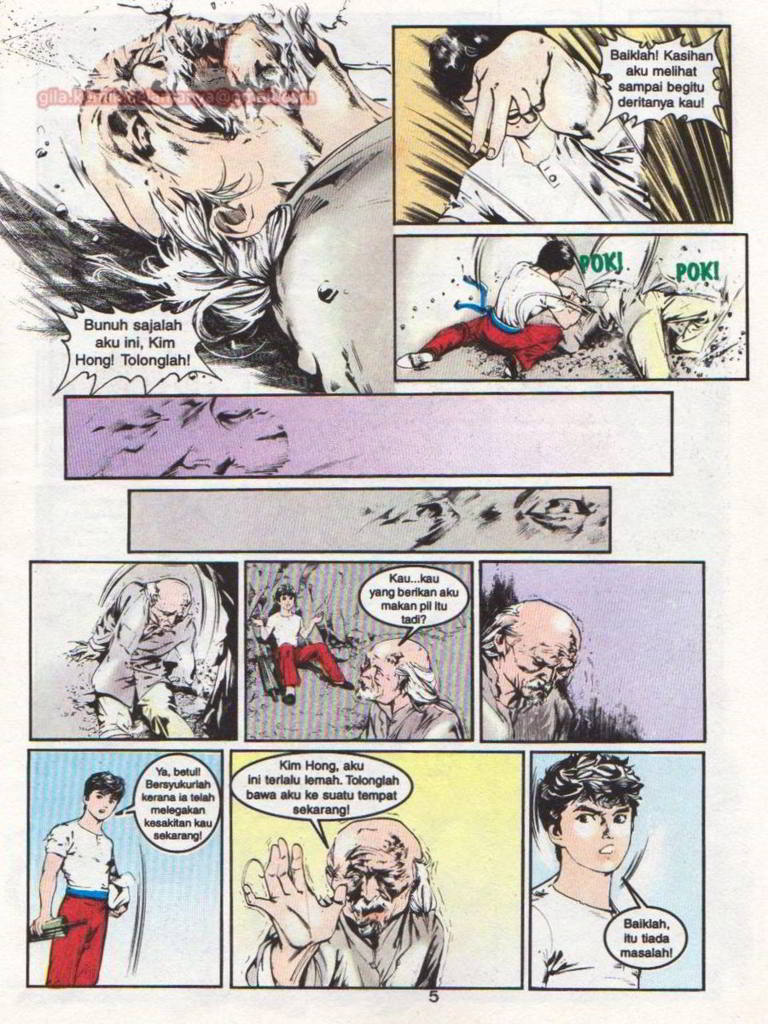 Bunuh sajalah
aku ini, Kim
Hong! Tolonglah!
Baiklah! Kasihan
aku melihat
sampai begitu
deritanya kau!
POK!
POK!
Kau...kau
yang berikan aku
makan pil itu
tadi?
Ya, betul!
Bersyukurlah
kerana ia telah
melegakan
kesakitan kau
sekarang!
Kim Hong, aku
ini terlalu lemah. Tolonglah
bawa aku ke suatu tempat
sekarang!
Baiklah,
itu tiada
masalah!
5